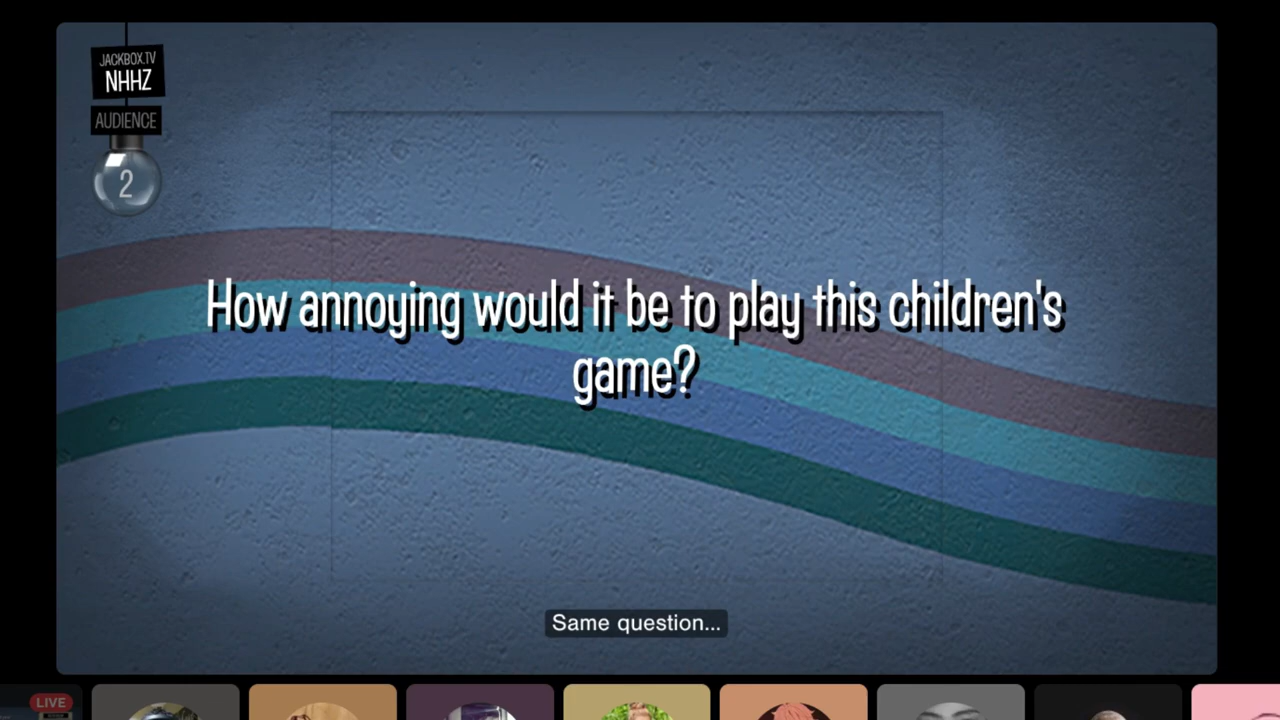 JACKBOX.TV
NHHZ
AUDIENCE
2
How annoying would it be to play this children's
game?
Same question...
LIVE